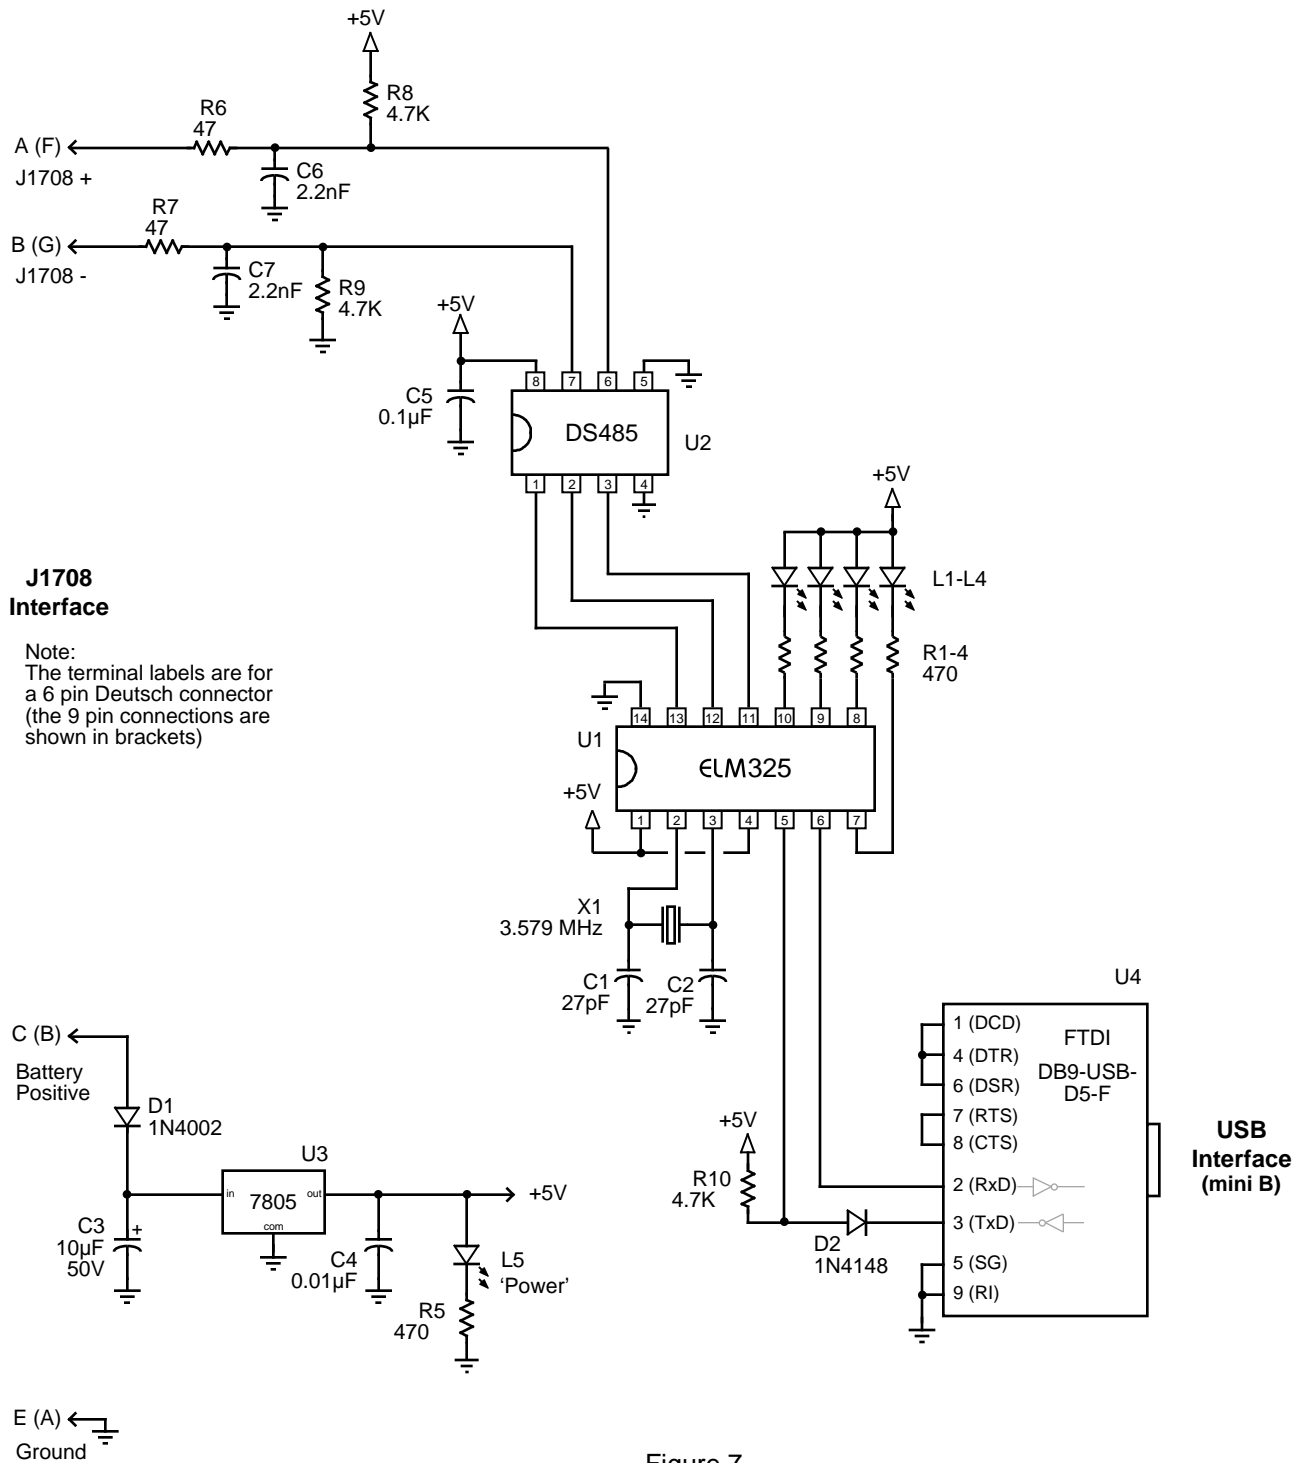 +5V
R8
4.7K
R6
47
A (F)
J1708 +
C6
2.2nF
R7
47
B (G)
J1708 -
C7
2.2nF
R9
4.7K
+5V
C5
0.1µF
8
7
6
5
DS485
U2
1
2
3
4
+5V
L1-L4
R1-4
470
J1708
Interface
Note:
The terminal labels are for
a 6 pin Deutsch connector
(the 9 pin connections are
shown in brackets)
14
13
12
11
10
9
8
U1
ELM325
+5V
1
2
3
4
5
6
7
X1
3.579 MHz
C1
27pF
C2
27pF
U4
1 (DCD)
4 (DTR)
6 (DSR)
7 (RTS)
8 (CTS)
2 (RxD)
3 (TxD)
5 (SG)
9 (RI)
FTDI
DB9-USB-
D5-F
USB
Interface
(mini B)
+5V
R10
4.7K
D2
1N4148
C (B)
Battery
Positive
D1
1N4002
U3
in
7805
out
com
+5V
C3
+
10µF
50V
C4
0.01µF
L5
'Power'
R5
470
E (A)
Ground
Figure 7